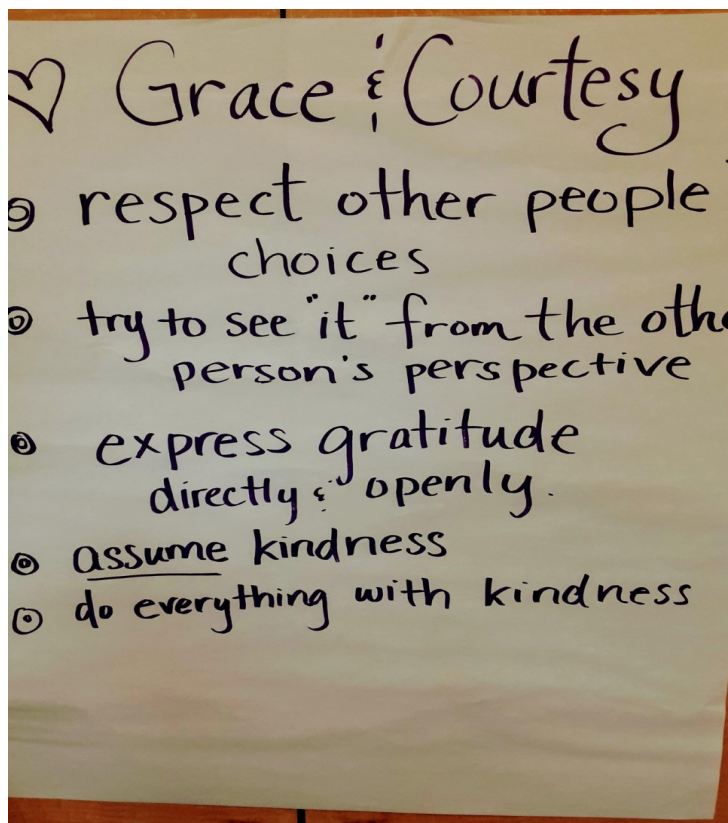 Grace & Courtesy
respect other people
choices
try to see "it" from the othe
person's perspective
express gratitude
directly & openly.
assume kindness
do everything with kindness